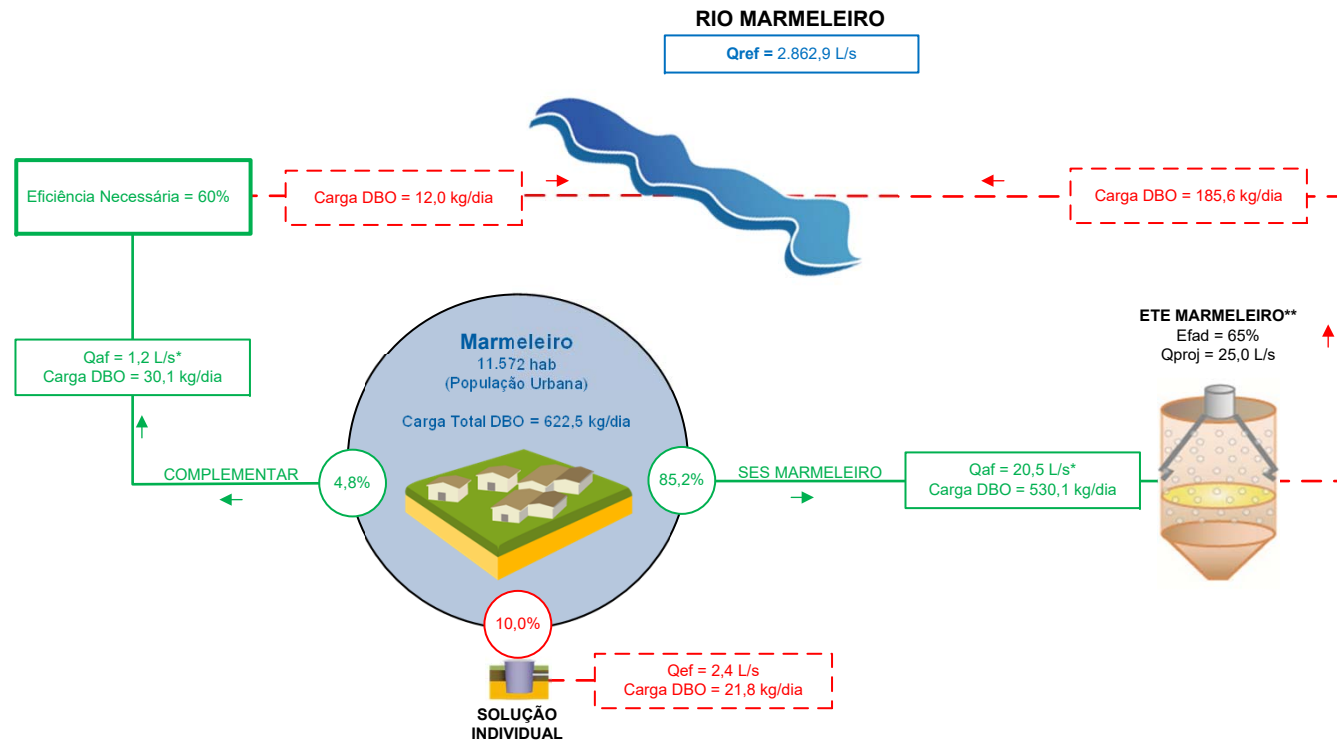 RIO MARMELEIRO
Qref = 2.862,9 L/s
Eficiência Necessária = 60%
Carga DBO = 12,0 kg/dia
Carga DBO = 185,6 kg/dia
ETE MARMELEIRO**
Efad = 65%
Qproj = 25,0 L/s
Qaf = 1,2 L/s*
Carga DBO = 30,1 kg/dia
Marmeleiro
11.572 hab
(População Urbana)
Carga Total DBO = 622,5 kg/dia
COMPLEMENTAR
4,8%
85,2%
SES MARMELEIRO
Qaf = 20,5 L/s*
Carga DBO = 530,1 kg/dia
10,0%
Qef = 2,4 L/s
Carga DBO = 21,8 kg/dia
SOLUÇÃO
INDIVIDUAL